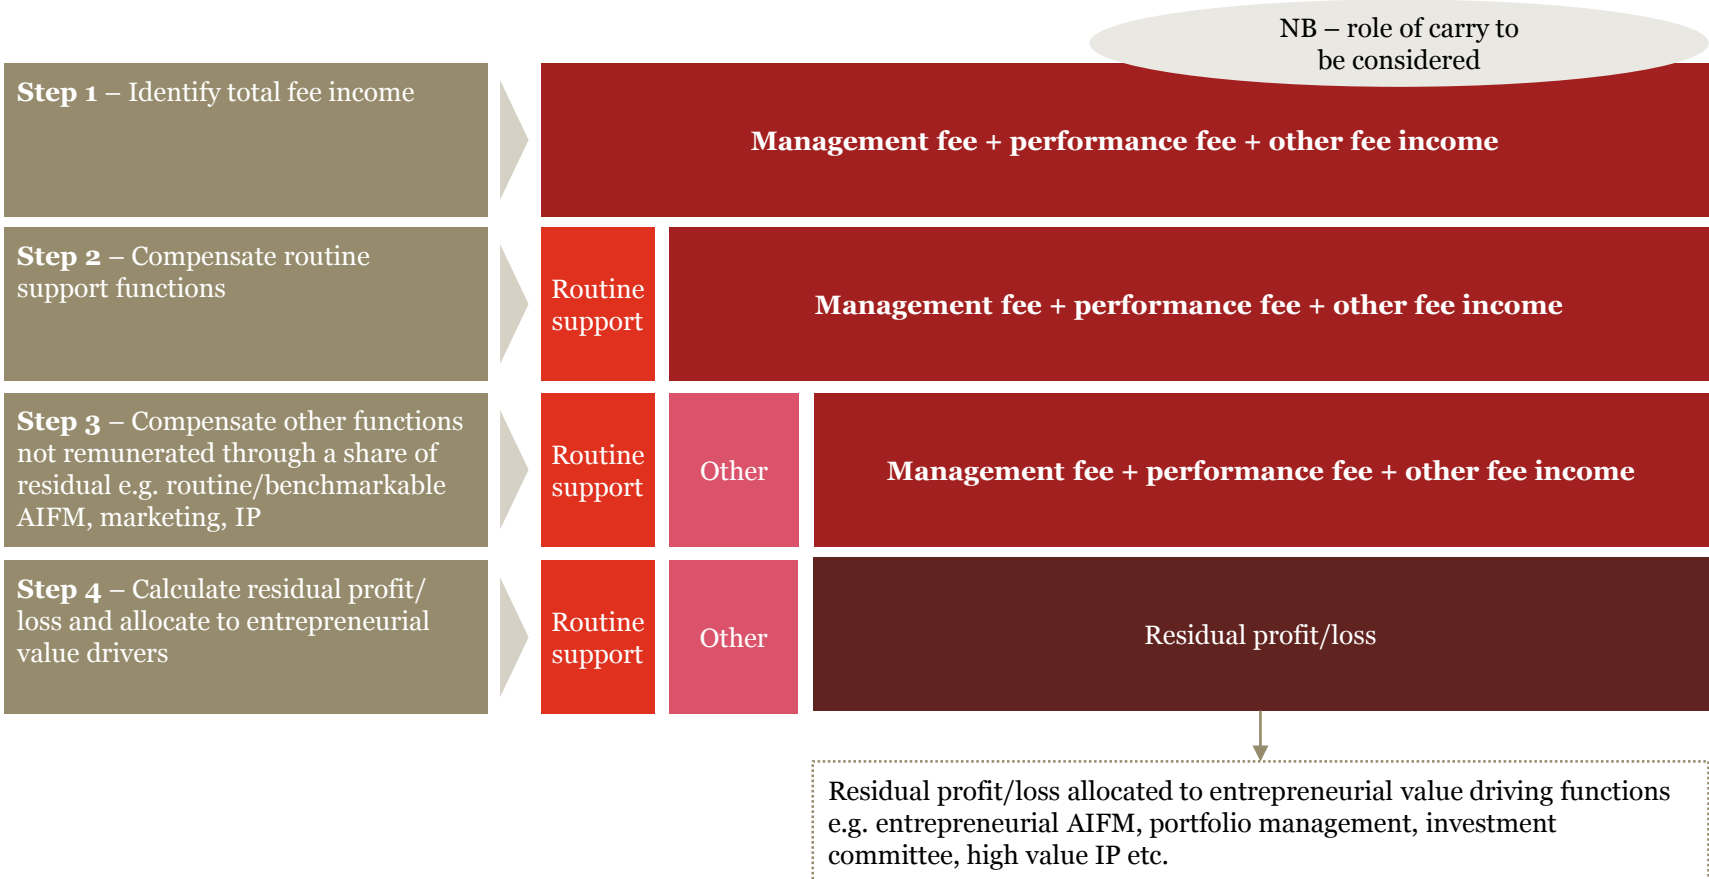 NB – role of carry to
be considered
Step 1 – Identify total fee income
Management fee + performance fee + other fee income
Step 2 – Compensate routine
support functions
Routine
support
Management fee + performance fee + other fee income
Step 3 – Compensate other functions
not remunerated through a share of
residual e.g. routine/benchmarkable
AIFM, marketing, IP
Routine
support
Other
Management fee + performance fee + other fee income
Step 4 – Calculate residual profit/
loss and allocate to entrepreneurial
value drivers
Routine
support
Other
Residual profit/loss
Residual profit/loss allocated to entrepreneurial value driving functions
e.g. entrepreneurial AIFM, portfolio management, investment
committee, high value IP etc.